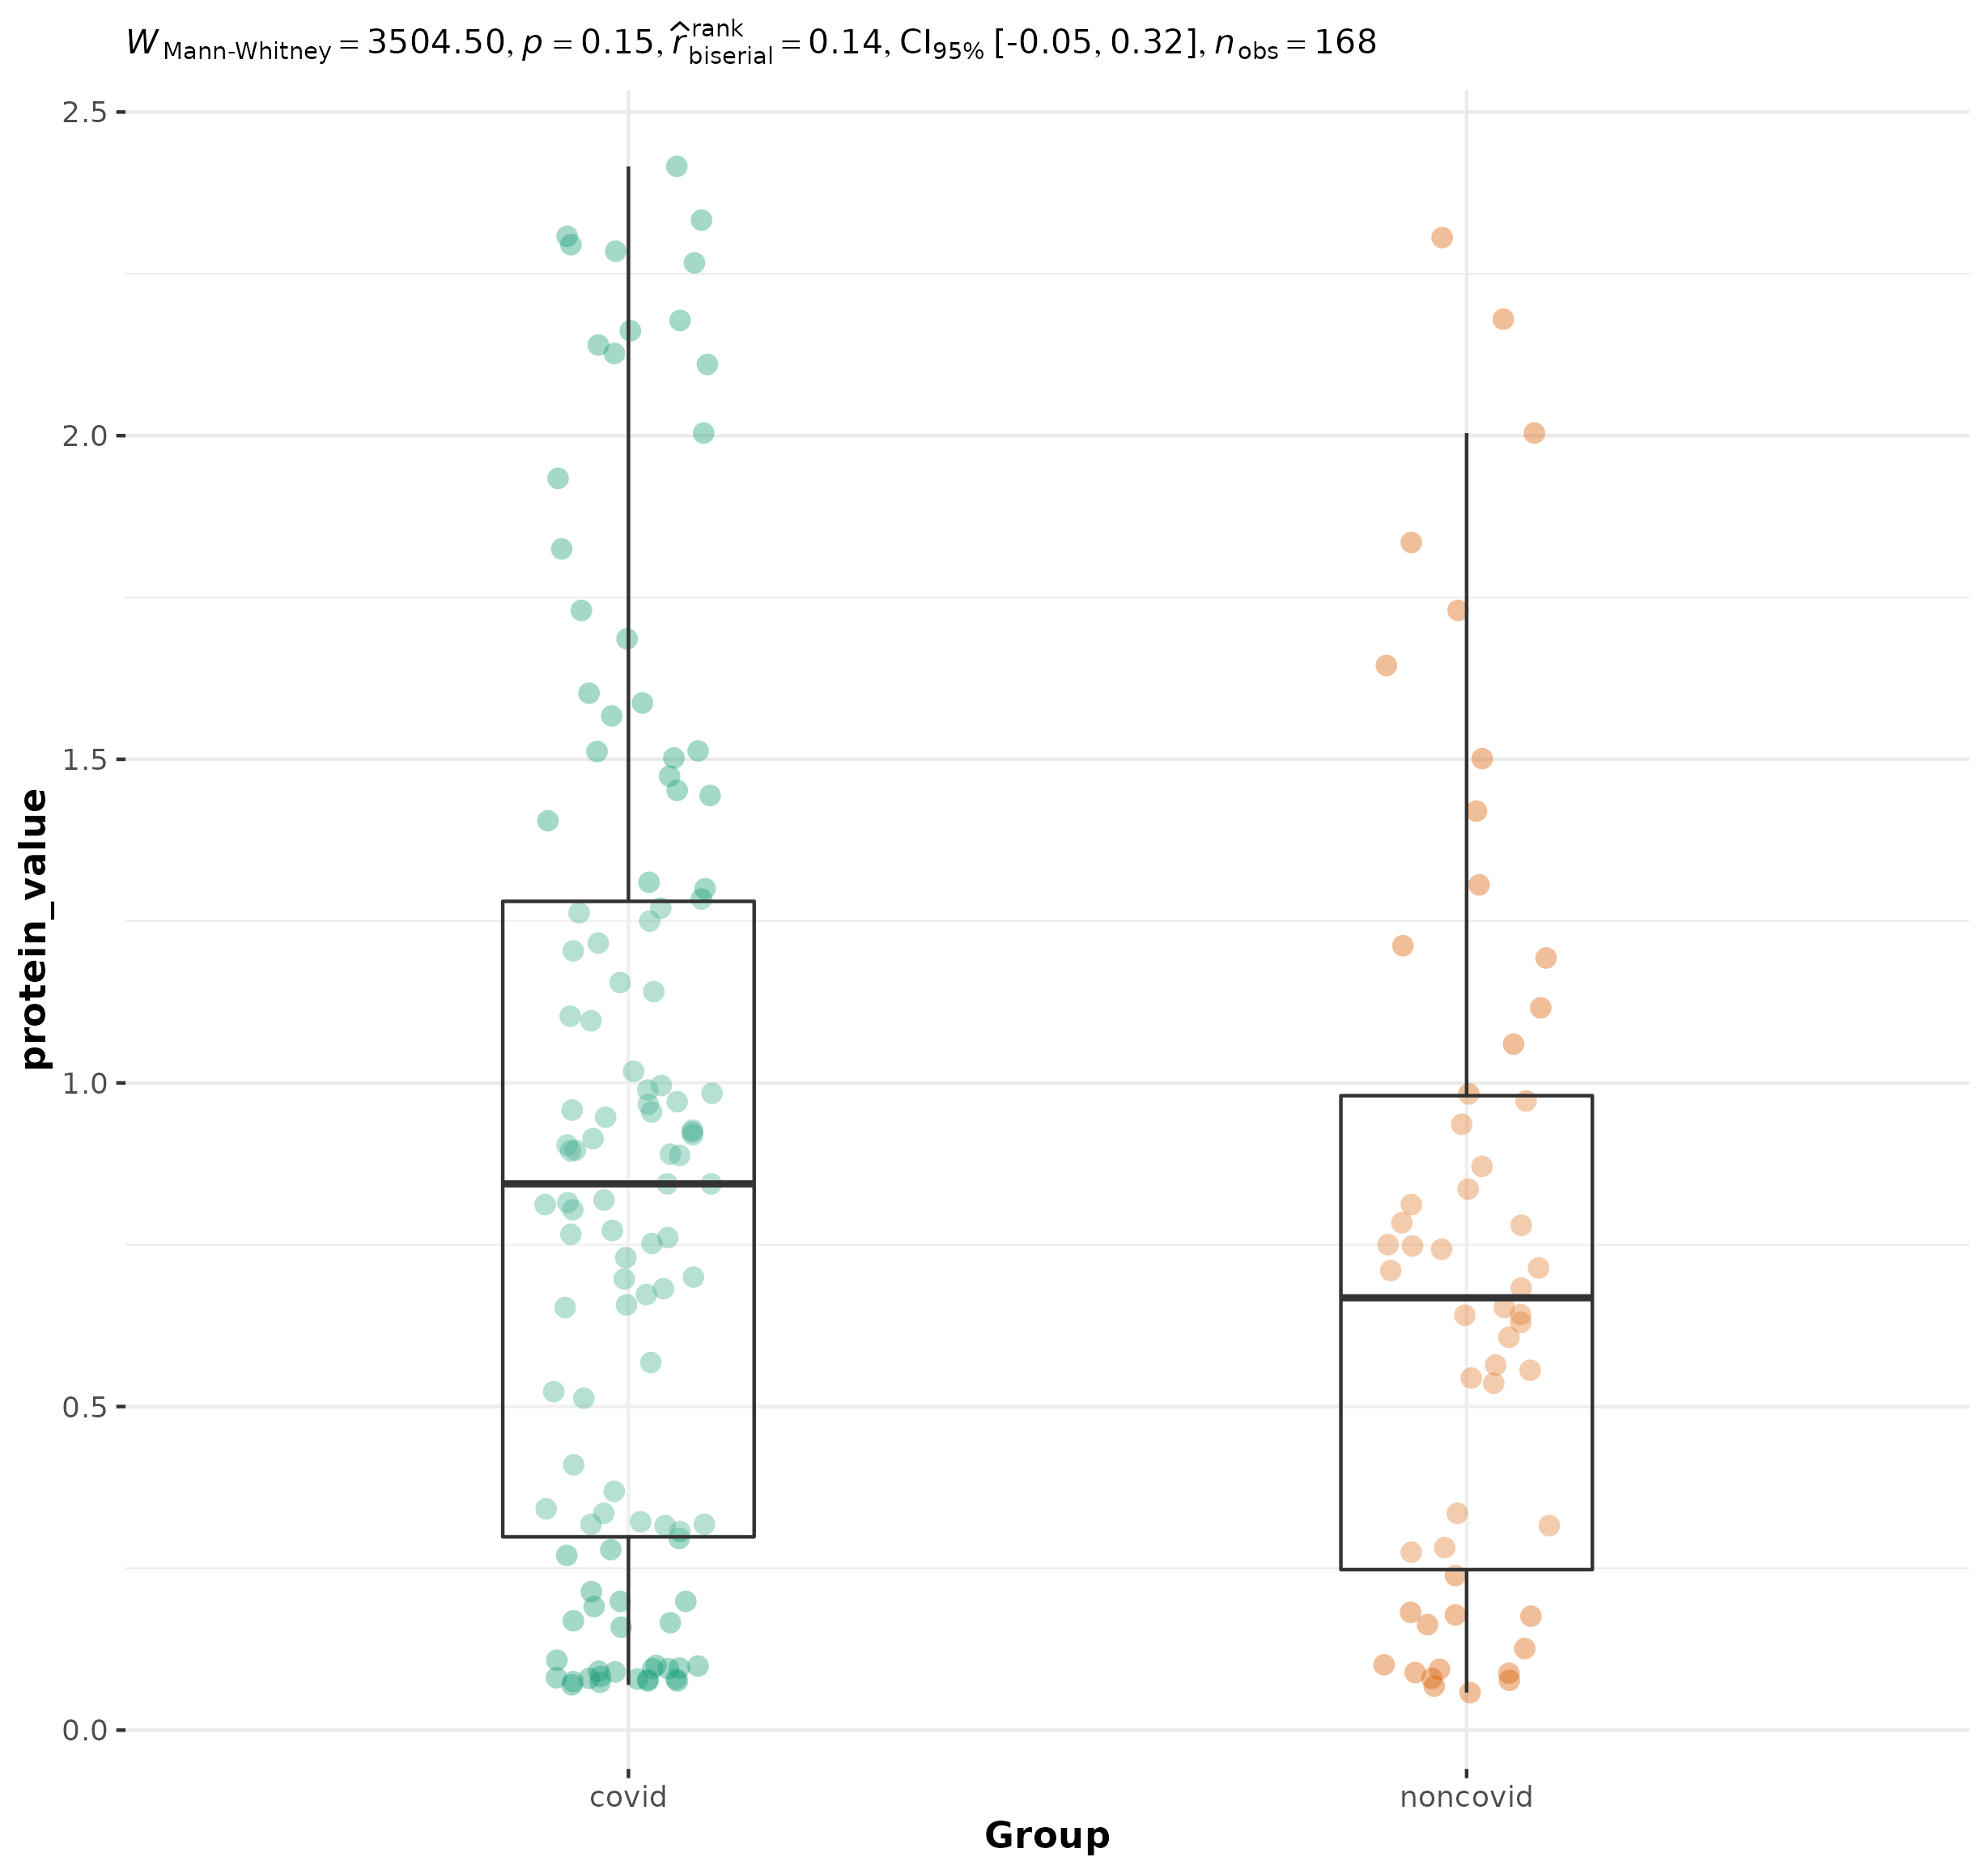 W Mann-Whitney = 3504.50, p = 0.15, r̂ rank biserial = 0.14, CI95% [-0.05, 0.32], n obs = 168
2.5
2.0
1.5
1.0
0.5
0.0
protein_value
covid noncovid
Group